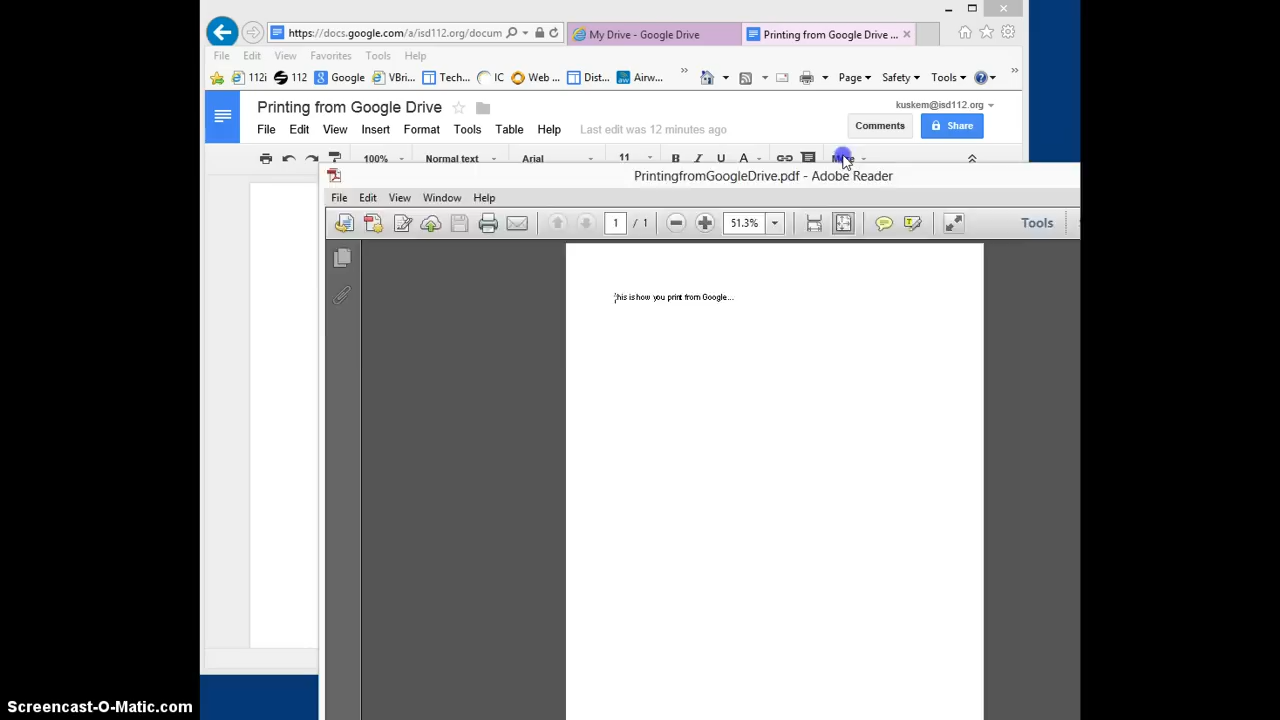 https://docs.google.com/a/isd112.org/docum
My Drive - Google Drive
Printing from Google Drive ...
File Edit View Favorites Tools Help
112i 112 Google VBri... Tech... IC Web ... Dist... Airw... » Page Safety Tools »
Printing from Google Drive
kuskem@isd112.org
File Edit View Insert Format Tools Table Help Last edit was 12 minutes ago
Comments Share
100% Normal text Arial 11 B I U A More
PrintingfromGoogleDrive.pdf - Adobe Reader
File Edit View Window Help
1 / 1 51.3% Tools
This is how you print from Google...
Screencast-O-Matic.com